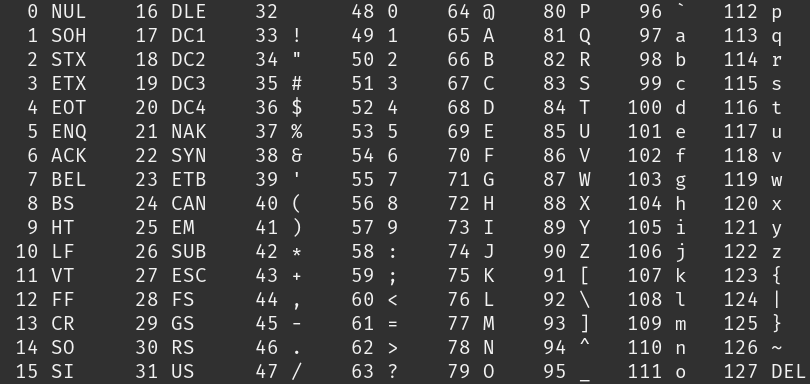 0 NUL 16 DLE 32 48 0 64 @ 80 P 96 ` 112 p
1 SOH 17 DC1 33 ! 49 1 65 A 81 Q 97 a 113 q
2 STX 18 DC2 34 " 50 2 66 B 82 R 98 b 114 r
3 ETX 19 DC3 35 # 51 3 67 C 83 S 99 c 115 s
4 EOT 20 DC4 36 $ 52 4 68 D 84 T 100 d 116 t
5 ENQ 21 NAK 37 % 53 5 69 E 85 U 101 e 117 u
6 ACK 22 SYN 38 & 54 6 70 F 86 V 102 f 118 v
7 BEL 23 ETB 39 ' 55 7 71 G 87 W 103 g 119 w
8 BS 24 CAN 40 ( 56 8 72 H 88 X 104 h 120 x
9 HT 25 EM 41 ) 57 9 73 I 89 Y 105 i 121 y
10 LF 26 SUB 42 * 58 : 74 J 90 Z 106 j 122 z
11 VT 27 ESC 43 + 59 ; 75 K 91 [ 107 k 123 {
12 FF 28 FS 44 , 60 < 76 L 92 \ 108 l 124 |
13 CR 29 GS 45 - 61 = 77 M 93 ] 109 m 125 }
14 SO 30 RS 46 . 62 > 78 N 94 ^ 110 n 126 ~
15 SI 31 US 47 / 63 ? 79 O 95 _ 111 o 127 DEL